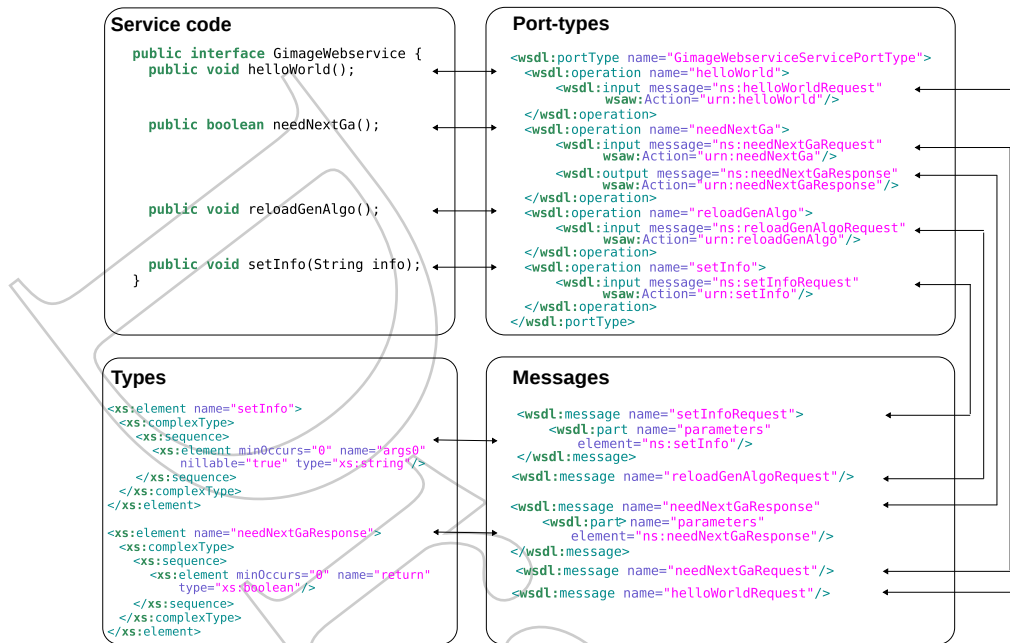 Service code
public interface GimageWebservice {
public void helloWorld();
public boolean needNextGa();
public void reloadGenAlgo();
public void setInfo(String info);
}
Port-types
<wsdl:portType name="GimageWebserviceServicePortType">
<wsdl:operation name="helloWorld">
<wsdl:input message="ns:helloWorldRequest"
wsaw:Action="urn:helloWorld"/>
</wsdl:operation>
<wsdl:operation name="needNextGa">
<wsdl:input message="ns:needNextGaRequest"
wsaw:Action="urn:needNextGa"/>
<wsdl:output message="ns:needNextGaResponse"
wsaw:Action="urn:needNextGaResponse"/>
</wsdl:operation>
<wsdl:operation name="reloadGenAlgo">
<wsdl:input message="ns:reloadGenAlgoRequest"
wsaw:Action="urn:reloadGenAlgo"/>
</wsdl:operation>
<wsdl:operation name="setInfo">
<wsdl:input message="ns:setInfoRequest"
wsaw:Action="urn:setInfo"/>
</wsdl:operation>
</wsdl:portType>
Types
<xs:element name="setInfo">
<xs:complexType>
<xs:sequence>
<xs:element minOccurs="0" name="args0"
nillable="true" type="xs:string"/>
</xs:sequence>
</xs:complexType>
</xs:element>
<xs:element name="needNextGaResponse">
<xs:complexType>
<xs:sequence>
<xs:element minOccurs="0" name="return"
type="xs:boolean"/>
</xs:sequence>
</xs:complexType>
</xs:element>
Messages
<wsdl:message name="setInfoRequest">
<wsdl:part name="parameters"
element="ns:setInfo"/>
</wsdl:message>
<wsdl:message name="reloadGenAlgoRequest"/>
<wsdl:message name="needNextGaResponse"
<wsdl:part> name="parameters"
element="ns:needNextGaResponse"/>
</wsdl:message>
<wsdl:message name="needNextGaRequest"/>
<wsdl:message name="helloWorldRequest"/>